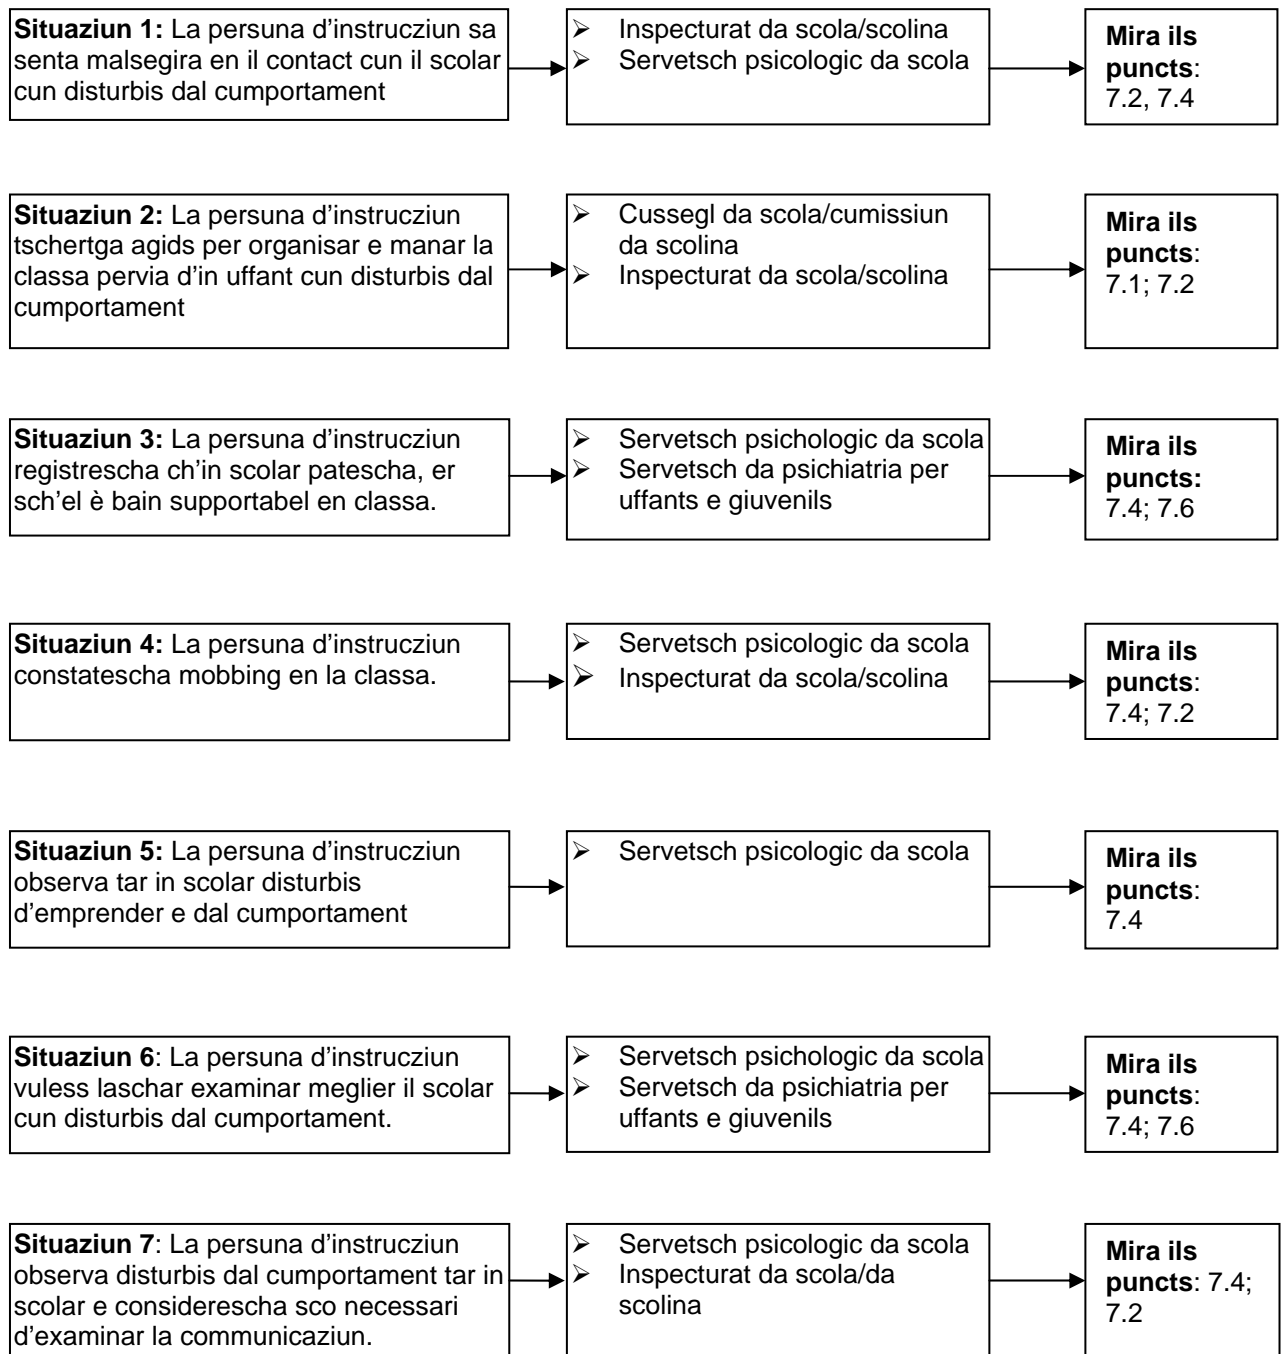 Situaziun 1: La persuna d’instrucziun sa
senta malsegira en il contact cun il scolar
cun disturbis dal cumportament
➢ Inspecturat da scola/scolina
➢ Servetsch psicologic da scola
Mira ils
puncts:
7.2, 7.4
Situaziun 2: La persuna d’instrucziun
tschertga agids per organisar e manar la
classa pervia d’in uffant cun disturbis dal
cumportament
➢ Cussegl da scola/cumissiun
da scolina
➢ Inspecturat da scola/scolina
Mira ils
puncts:
7.1; 7.2
Situaziun 3: La persuna d’instrucziun
registrescha ch’in scolar patescha, er
sch’el è bain supportabel en classa.
➢ Servetsch psichologic da scola
➢ Servetsch da psichiatria per
uffants e giuvenils
Mira ils
puncts:
7.4; 7.6
Situaziun 4: La persuna d’instrucziun
constatescha mobbing en la classa.
➢ Servetsch psicologic da scola
➢ Inspecturat da scola/scolina
Mira ils
puncts:
7.4; 7.2
Situaziun 5: La persuna d’instrucziun
observa tar in scolar disturbis
d’emprender e dal cumportament
➢ Servetsch psicologic da scola
Mira ils
puncts:
7.4
Situaziun 6: La persuna d’instrucziun
vuless laschar examinar meglier il scolar
cun disturbis dal cumportament.
➢ Servetsch psichologic da scola
➢ Servetsch da psichiatria per
uffants e giuvenils
Mira ils
puncts:
7.4; 7.6
Situaziun 7: La persuna d’instrucziun
observa disturbis dal cumportament tar in
scolar e considerescha sco necessari
d’examinar la communicaziun.
➢ Servetsch psicologic da scola
➢ Inspecturat da scola/da
scolina
Mira ils
puncts: 7.4;
7.2